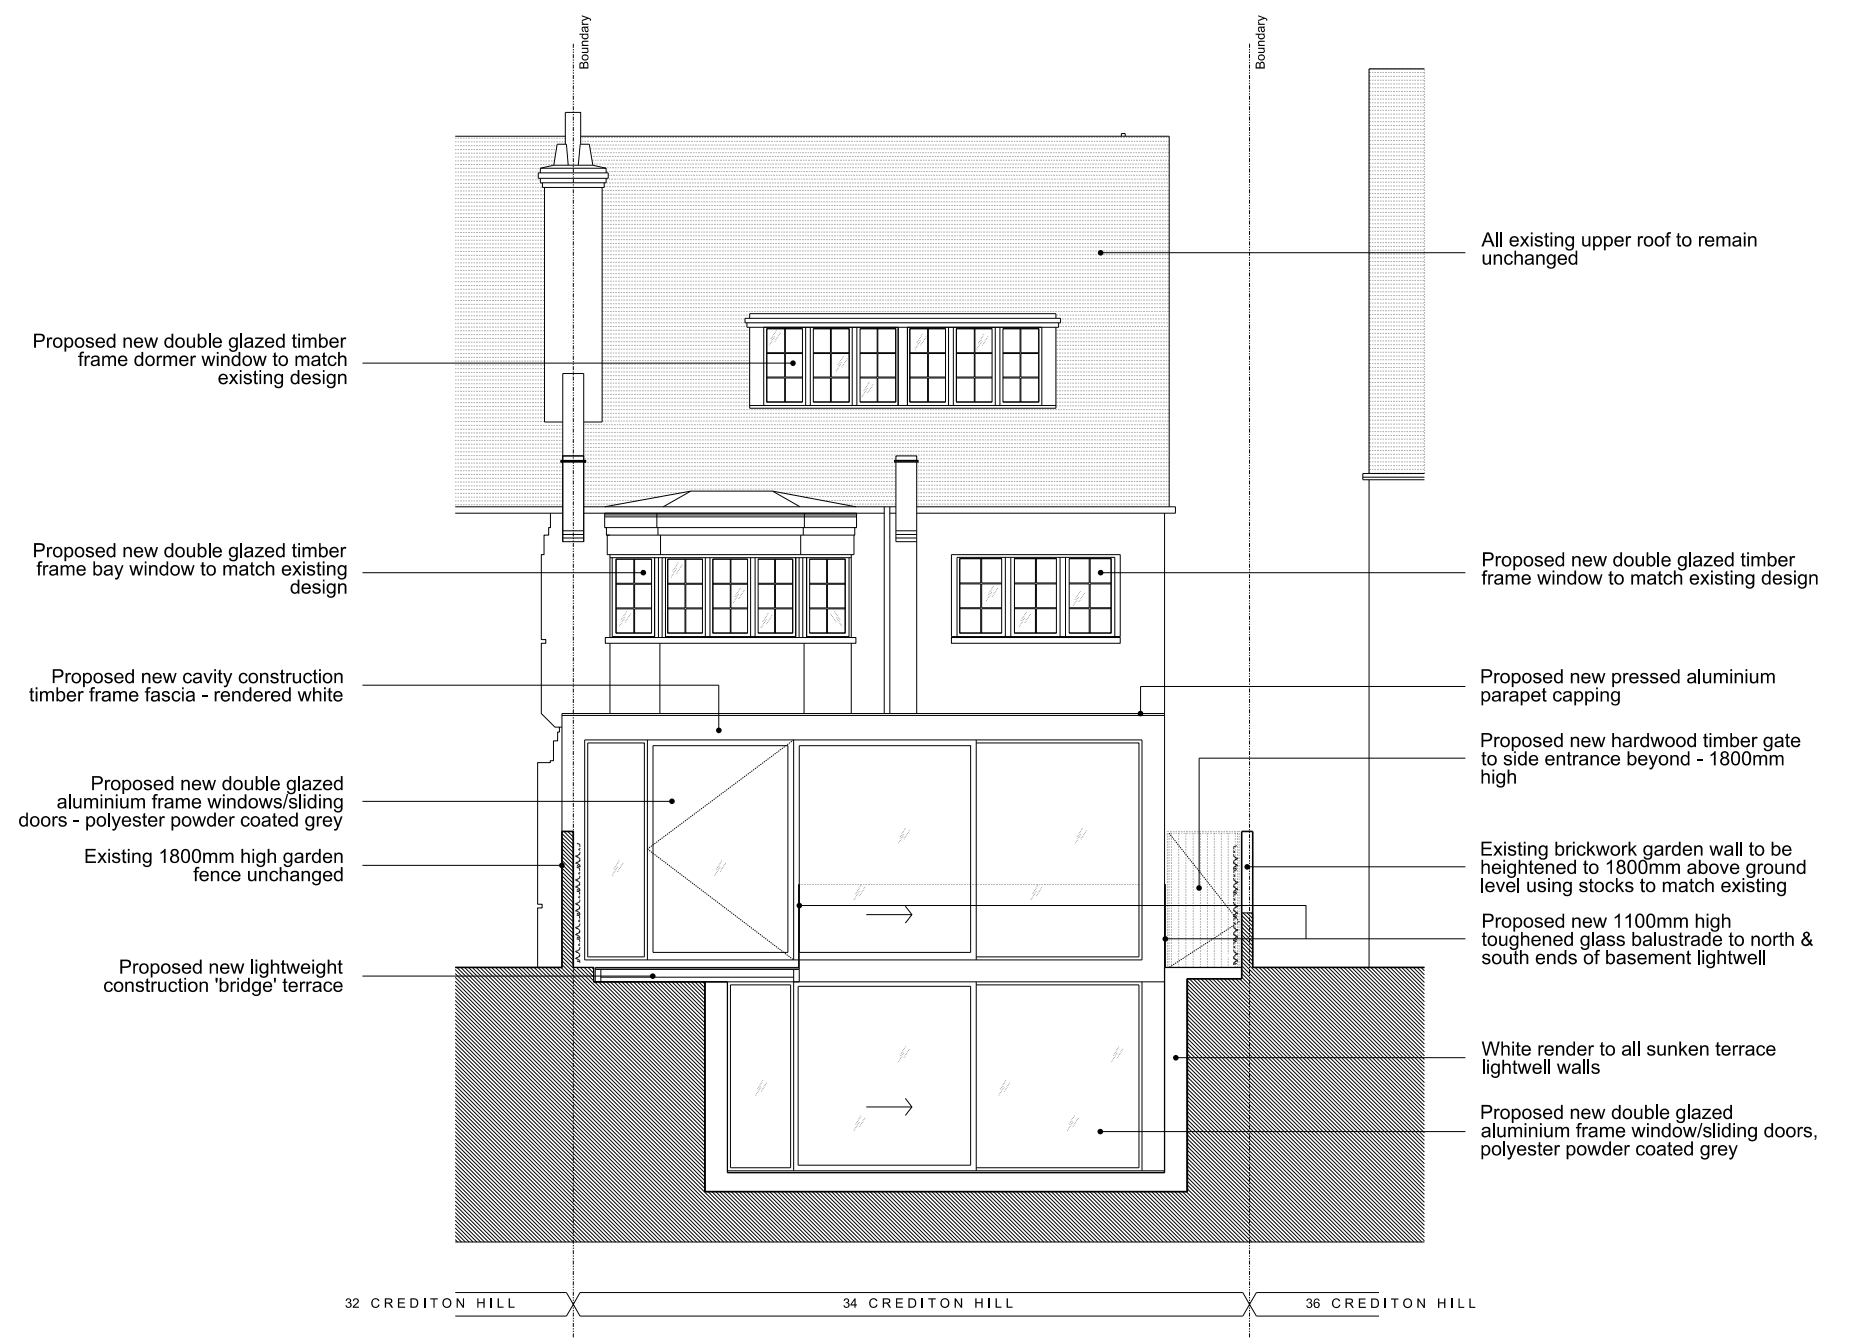 Boundary
Boundary
All existing upper roof to remain
unchanged
Proposed new double glazed timber
frame dormer window to match
existing design
Proposed new double glazed timber
frame bay window to match existing
design
Proposed new double glazed timber
frame window to match existing design
Proposed new cavity construction
timber frame fascia - rendered white
Proposed new pressed aluminium
parapet capping
Proposed new hardwood timber gate
to side entrance beyond - 1800mm
high
Proposed new double glazed
aluminium frame windows/sliding
doors - polyester powder coated grey
Existing 1800mm high garden
fence unchanged
Existing brickwork garden wall to be
heightened to 1800mm above ground
level using stocks to match existing
Proposed new 1100mm high
toughened glass balustrade to north &
south ends of basement lightwell
Proposed new lightweight
construction 'bridge' terrace
White render to all sunken terrace
lightwell walls
Proposed new double glazed
aluminium frame window/sliding doors,
polyester powder coated grey
32 CREDITON HILL
34 CREDITON HILL
36 CREDITON HILL